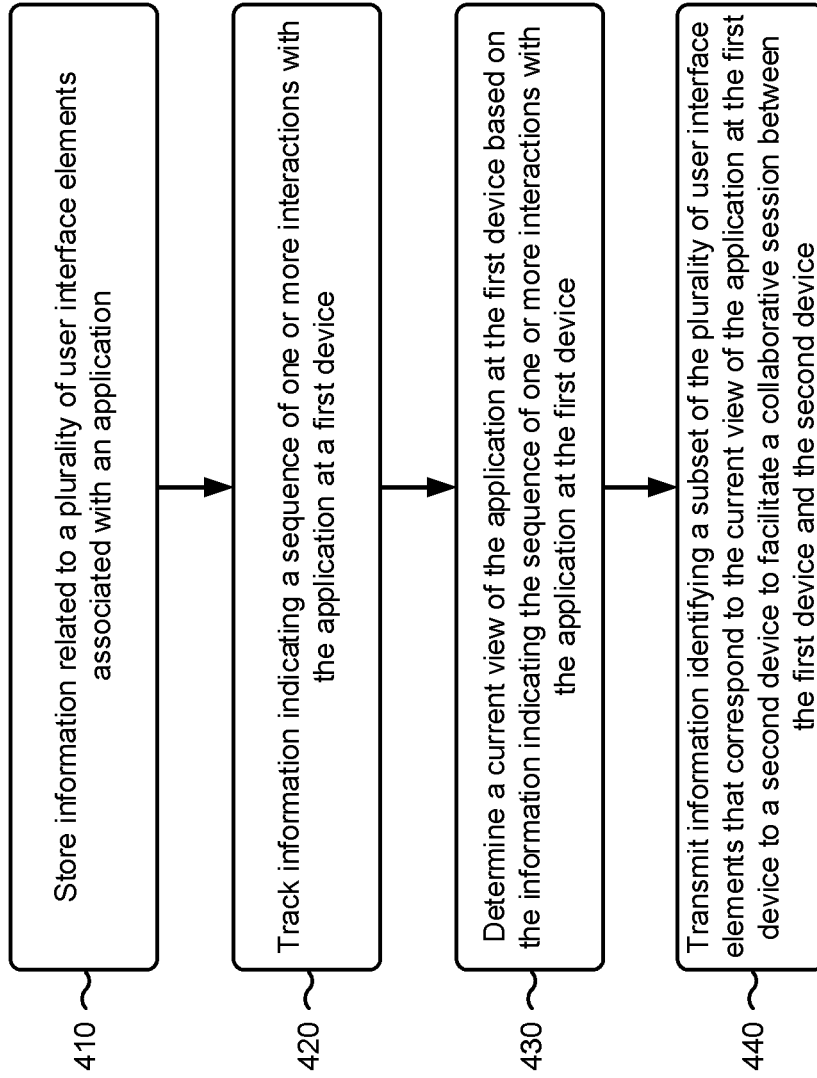 410
Store information related to a plurality of user interface elements
associated with an application
420
Track information indicating a sequence of one or more interactions with
the application at a first device
430
Determine a current view of the application at the first device based on
the information indicating the sequence of one or more interactions with
the application at the first device
440
Transmit information identifying a subset of the plurality of user interface
elements that correspond to the current view of the application at the first
device to a second device to facilitate a collaborative session between
the first device and the second device